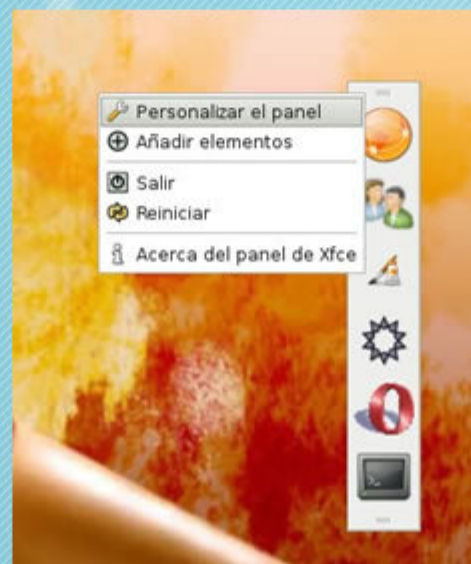 Personalizar el panel
Añadir elementos
Salir
Reiniciar
Acerca del panel de Xfce